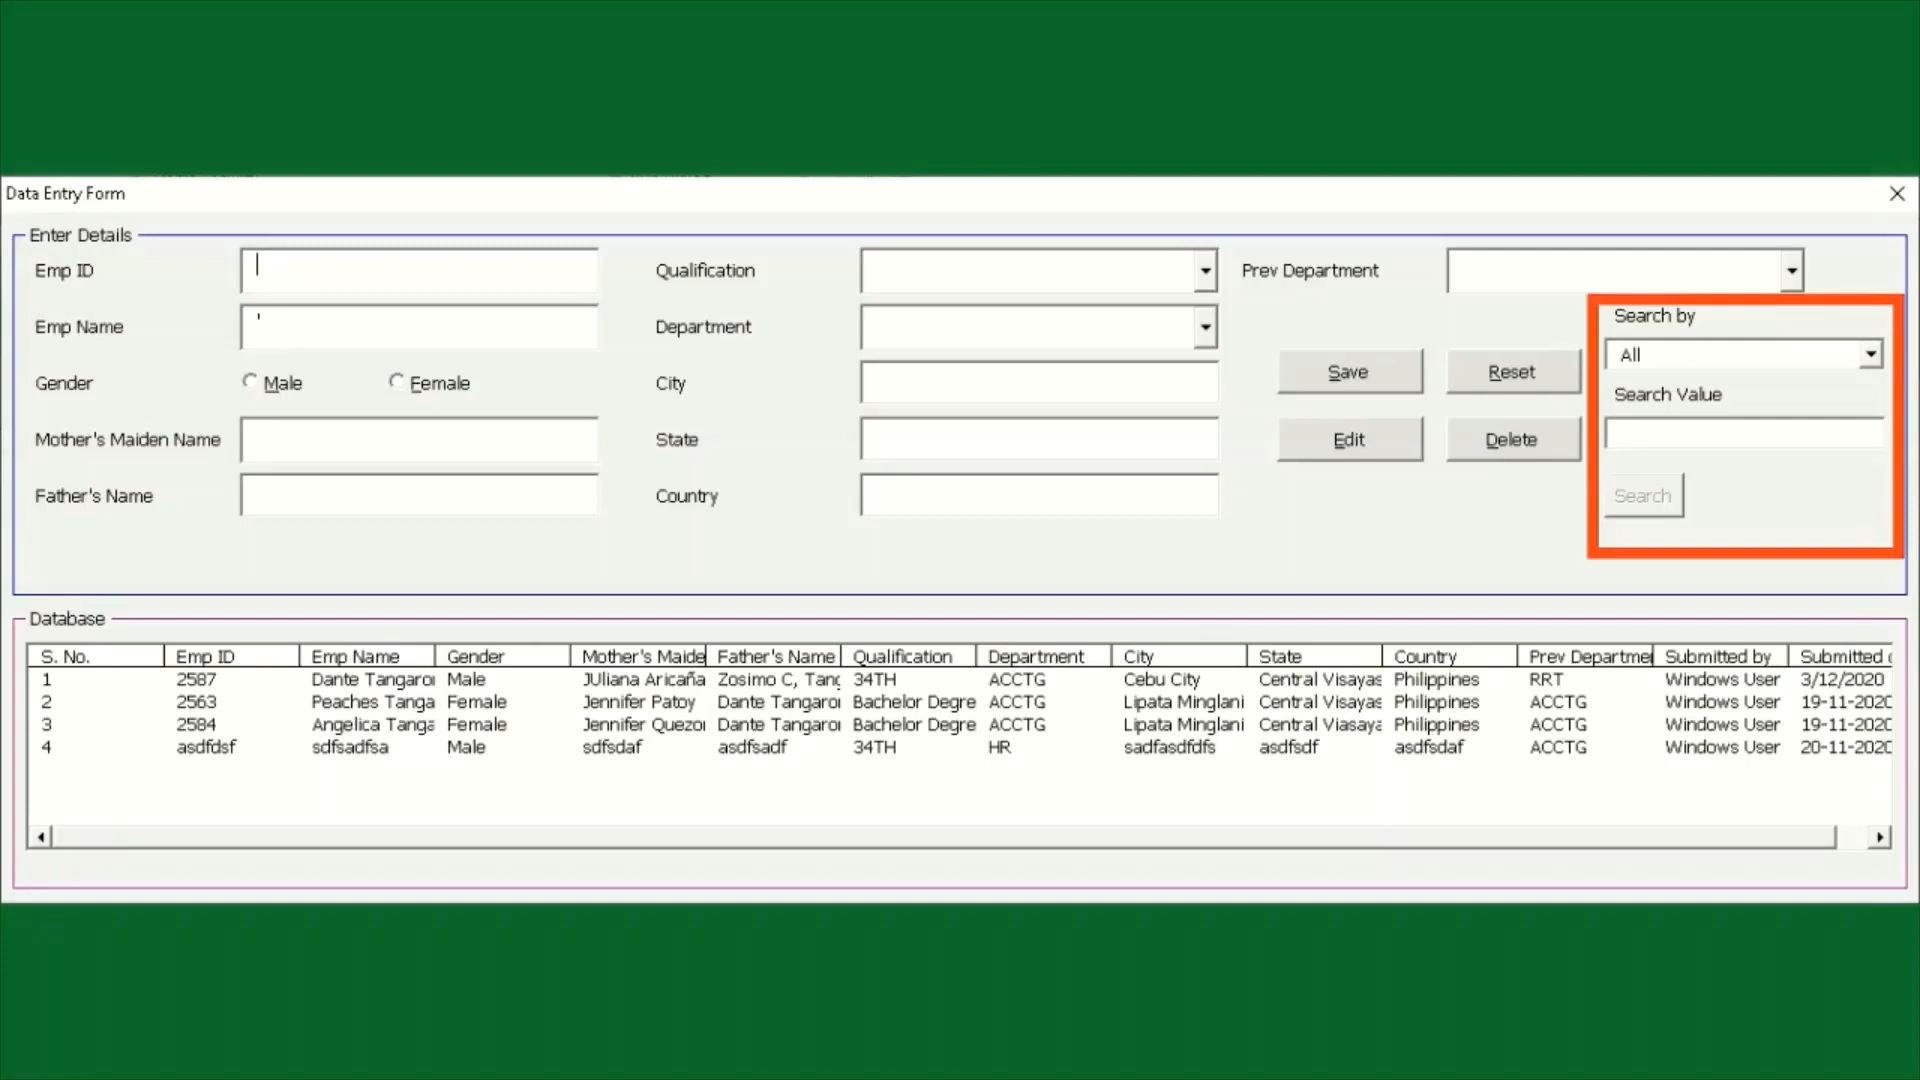 Data Entry Form
Enter Details
Emp ID
Qualification
Prev Department
Emp Name
'
Department
Search by
All
Gender
Male
Female
City
Save
Reset
Search Value
Mother's Maiden Name
State
Edit
Delete
Father's Name
Country
Search
Database
S. No. Emp ID Emp Name Gender Mother's Maide Father's Name Qualification Department City State Country Prev Departme Submitted by Submitted
1 2587 Dante Tangaro Male JUliana Aricaña Zosimo C, Tang 34TH ACCTG Cebu City Central Visayas Philippines RRT Windows User 3/12/2020
2 2563 Peaches Tanga Female Jennifer Patoy Dante Tangaro Bachelor Degre ACCTG Lipata Minglani Central Visayas Philippines ACCTG Windows User 19-11-2020
3 2584 Angelica Tanga Female Jennifer Quezo Dante Tangaro Bachelor Degre ACCTG Lipata Minglani Central Viasaya Philippines ACCTG Windows User 19-11-2020
4 asdfdsf sdfsadfsa Male sdfsdaf asdfsadf 34TH HR sadfasdfdfs asdfsdf asdfsdaf ACCTG Windows User 20-11-2020